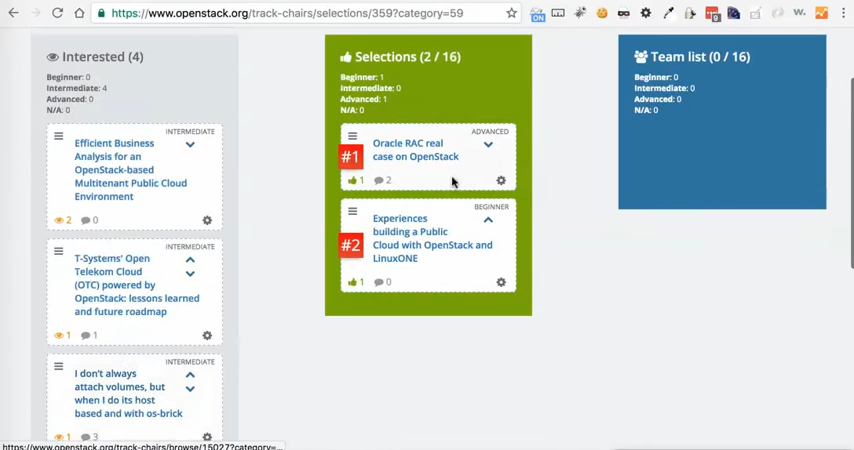 https://www.openstack.org/track-chairs/selections/359?category=59
ON
9
w.
Interested (4)
Beginner: 0
Intermediate: 4
Advanced: 0
N/A: 0
INTERMEDIATE
Efficient Business
Analysis for an
OpenStack-based
Multitenant Public Cloud
Environment
2 0
INTERMEDIATE
T-Systems' Open
Telekom Cloud
(OTC) powered by
OpenStack: lessons learned
and future roadmap
1 1
INTERMEDIATE
I don't always
attach volumes, but
when I do its host
based and with os-brick
1 3
Selections (2 / 16)
Beginner: 1
Intermediate: 0
Advanced: 1
N/A: 0
ADVANCED
#1
Oracle RAC real
case on OpenStack
1 2
BEGINNER
#2
Experiences
building a Public
Cloud with OpenStack and
LinuxONE
1 0
Team list (0 / 16)
Beginner: 0
Intermediate: 0
Advanced: 0
N/A: 0
https://www.openstack.org/track-chairs/browse/15027?category=...